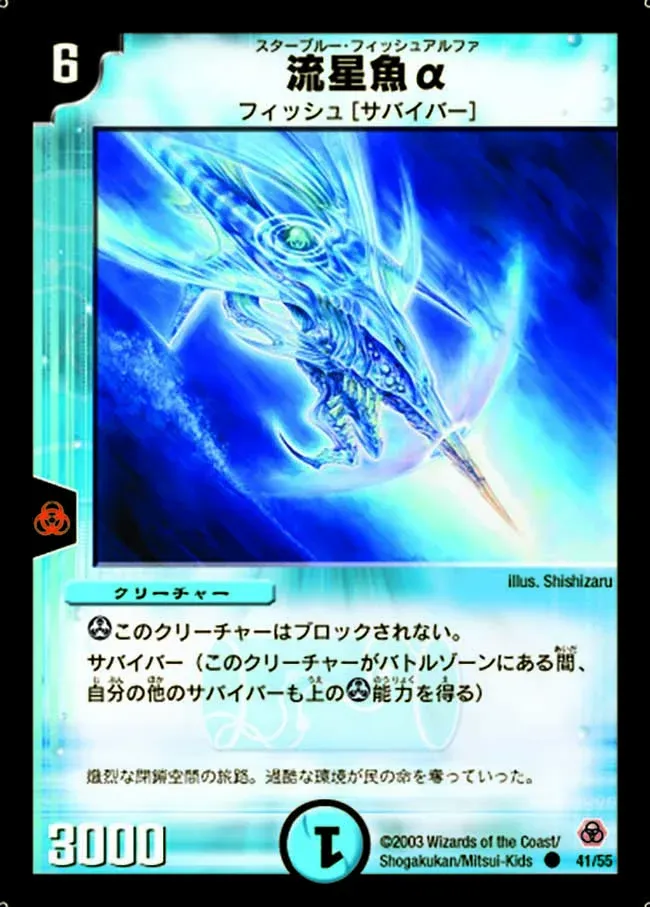 6
スターブルー・フィッシュアルファ
流星魚α
フィッシュ[サバイバー]
illus. Shishizaru
クリーチャー
このクリーチャーはブロックされない。
サバイバー（このクリーチャーがバトルゾーンにある間、
自分の他のサバイバーも上の能力を得る）
熾烈な閉鎖空間の旅路。過酷な環境が民の命を奪っていった。
3000
1
©2003 Wizards of the Coast/
Shogakukan/Mitsui-Kids
41/55